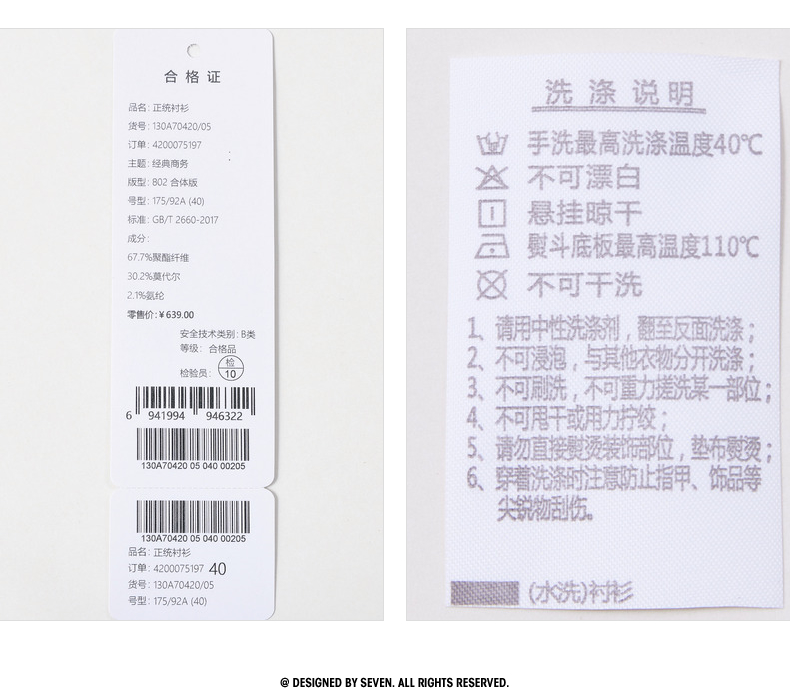 合格证
品名: 正统衬衫
货号: 130A70420/05
订单: 4200075197
主题: 经典商务
版型: 802 合体版
号型: 175/92A (40)
标准: GB/T 2660-2017
成分:
67.7%聚酯纤维
30.2%莫代尔
2.1%氨纶
零售价:¥639.00
安全技术类别: B类
等级: 合格品
检验员: 检 10
6 941994 946322
130A70420 05 040 00205
130A70420 05 040 00205
品名: 正统衬衫
订单: 4200075197 40
货号: 130A70420/05
号型: 175/92A (40)
洗涤说明
手洗最高洗涤温度40℃
不可漂白
悬挂晾干
熨斗底板最高温度110℃
不可干洗
1、请用中性洗涤剂，翻至反面洗涤；
2、不可浸泡，与其他衣物分开洗涤；
3、不可刷洗，不可重力搓洗某一部位；
4、不可甩干或用力拧绞；
5、请勿直接熨烫装饰部位，垫布熨烫；
6、穿着洗涤时注意防止指甲、饰品等
尖锐物刮伤。
(水洗)衬衫
@ DESIGNED BY SEVEN. ALL RIGHTS RESERVED.